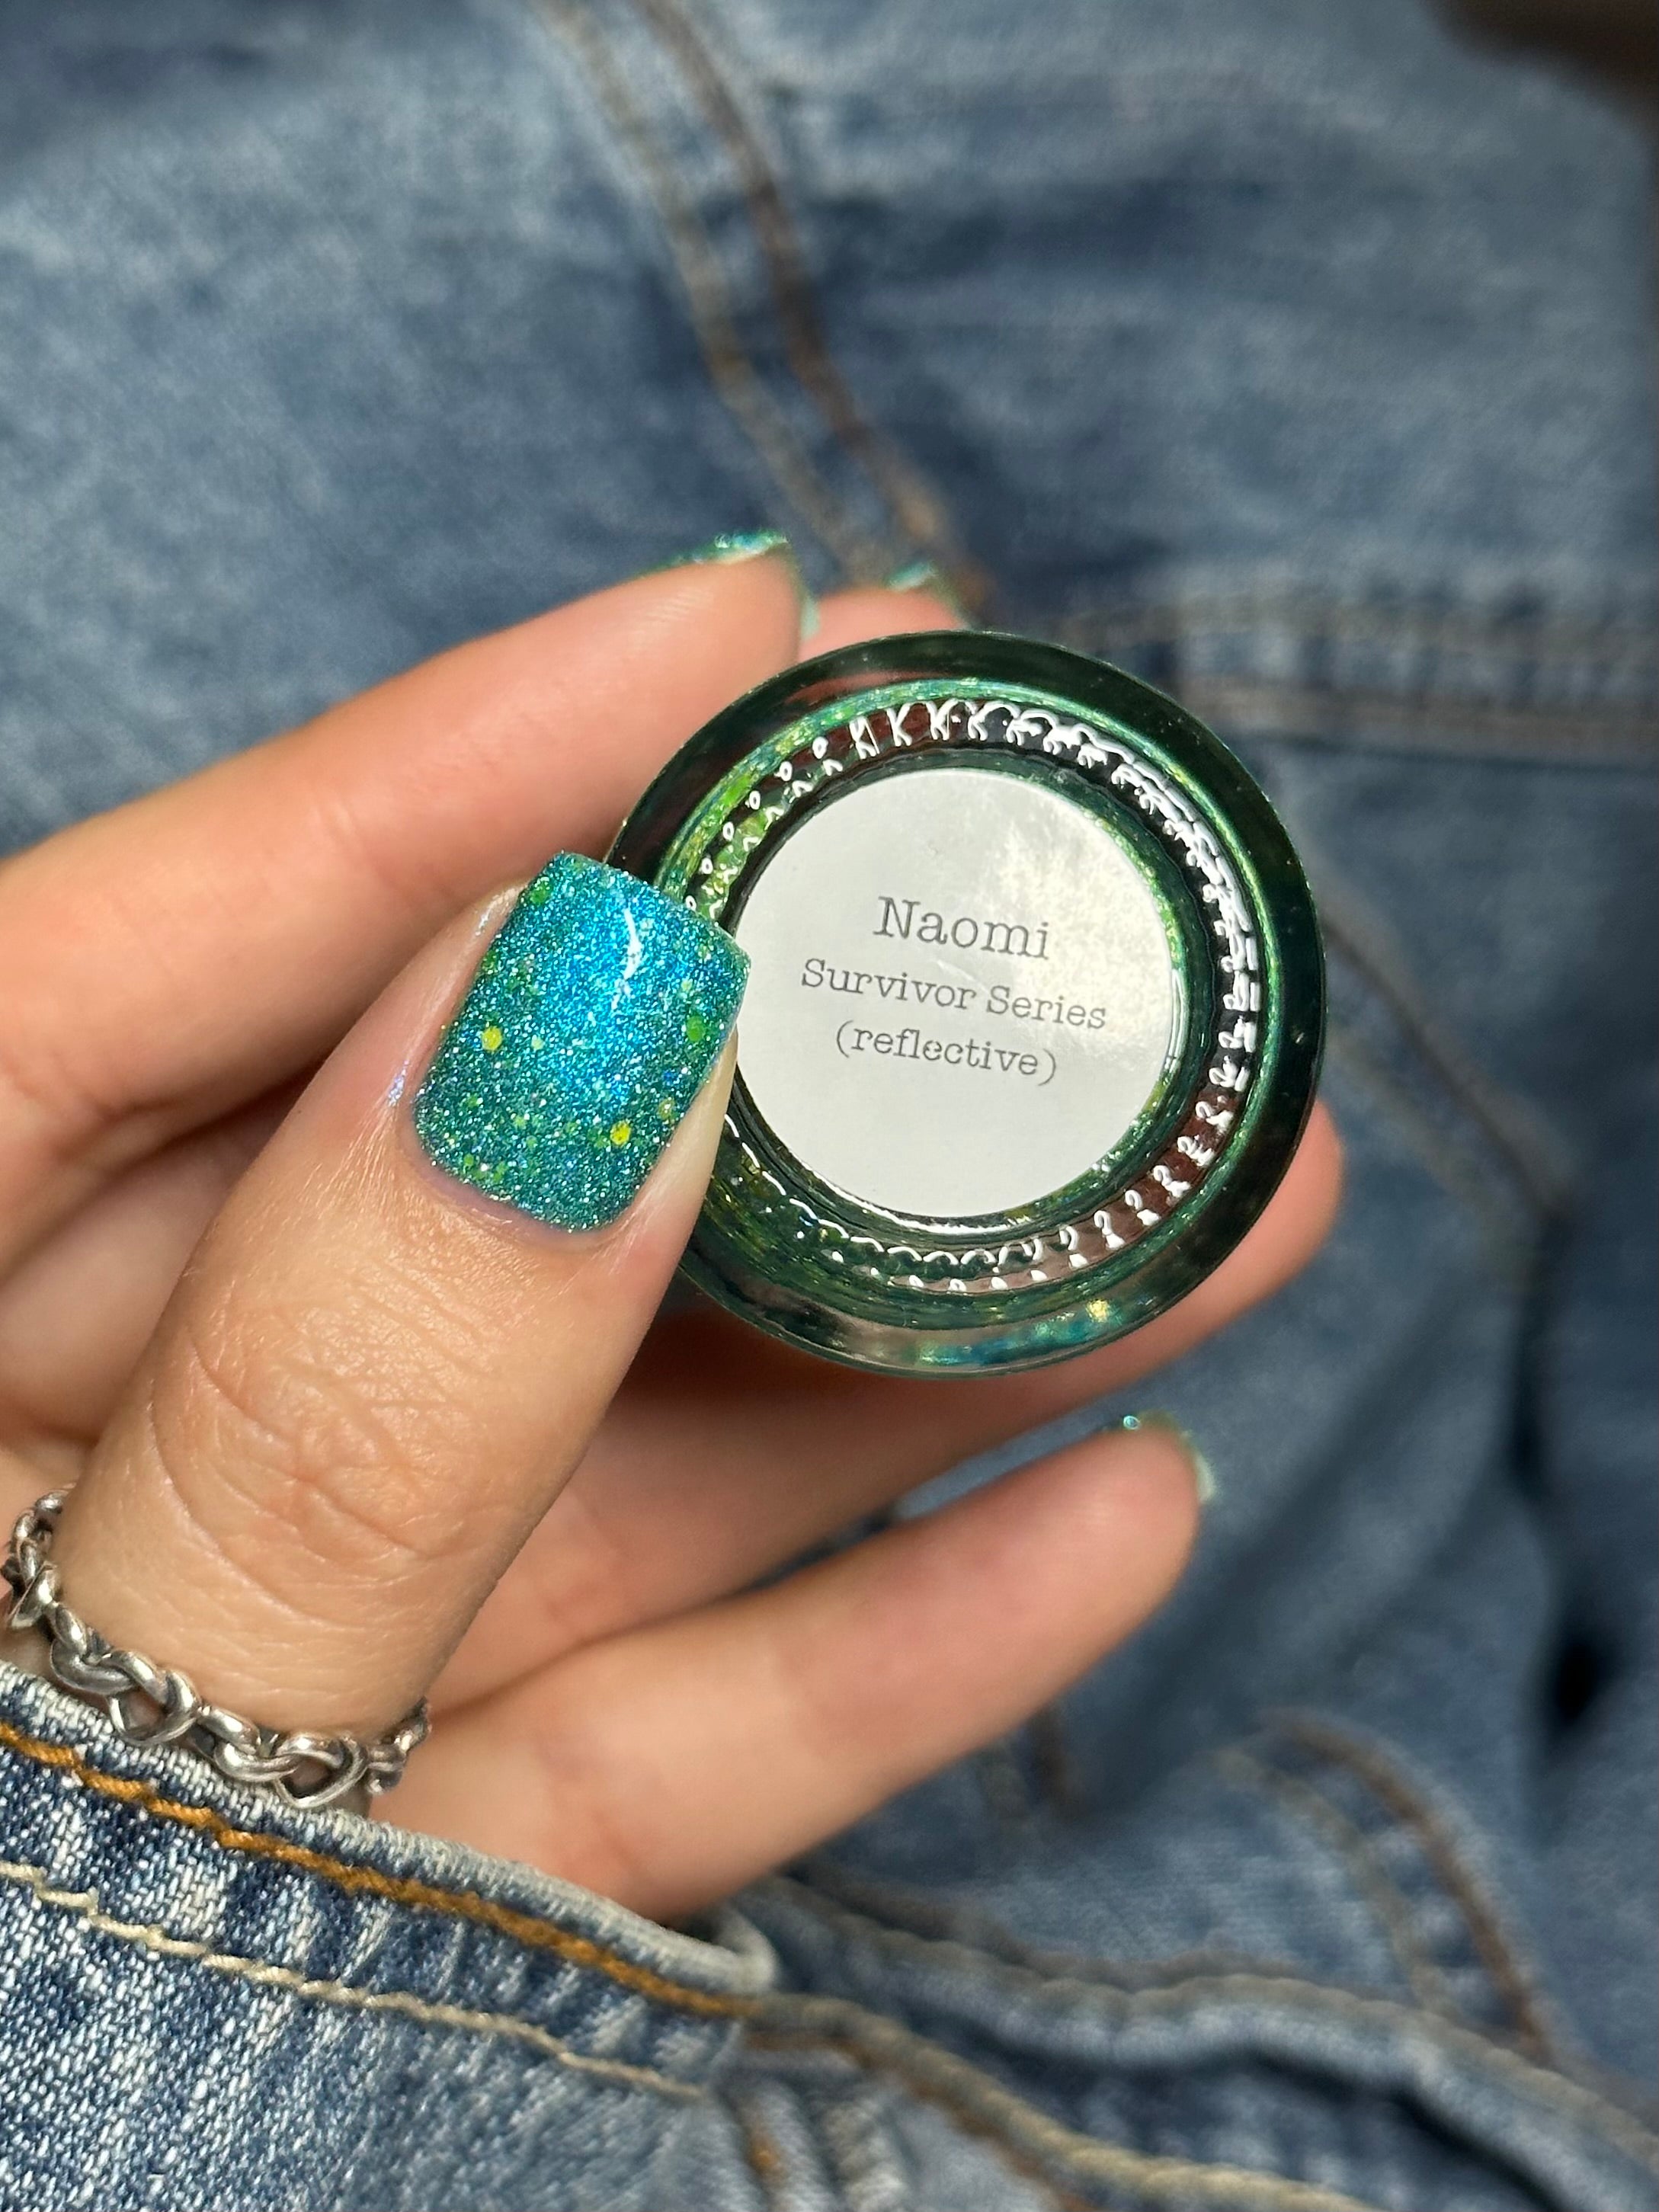 Naomi
Survivor Series
(reflective)